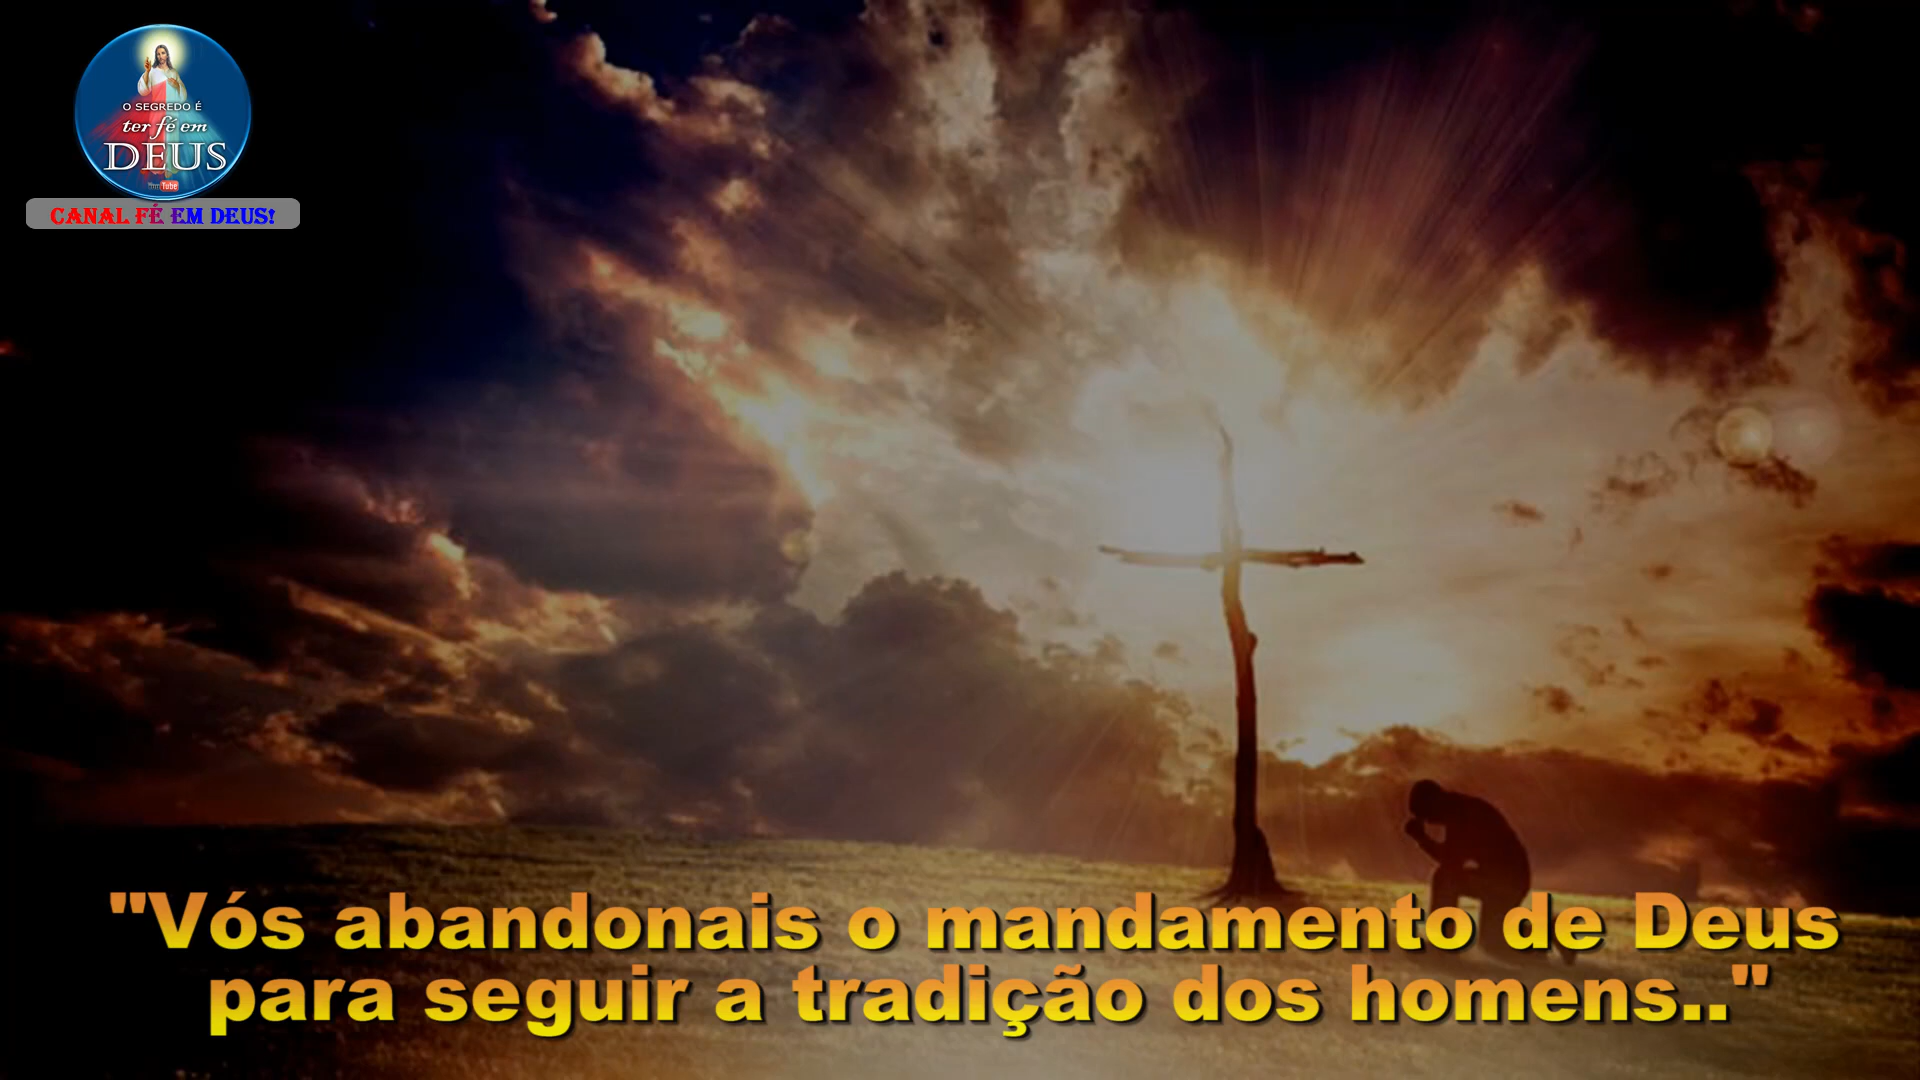 O SEGREDO É
ter fé em
DEUS
YouTube
CANAL FÉ EM DEUS!
"Vós abandonais o mandamento de Deus
para seguir a tradição dos homens.."